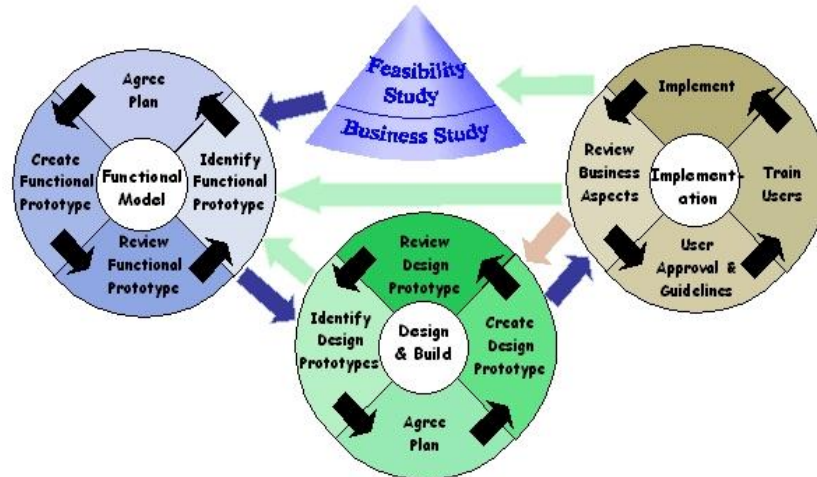 Feasibility
Study
Business Study
Agree
Plan
Create
Functional
Prototype
Functional
Model
Identify
Functional
Prototype
Review
Functional
Prototype
Review
Design
Prototype
Identify
Design
Prototypes
Design
& Build
Create
Design
Prototype
Agree
Plan
Implement
Review
Business
Aspects
Implement-
ation
Train
Users
User
Approval &
Guidelines